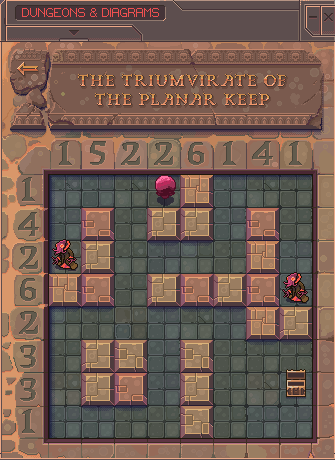 DUNGEONS & DIAGRAMS
THE TRIUMVIRATE OF
THE PLANAR KEEP
1 5 2 2 6 1 4 1
1
4
2
6
2
3
3
1